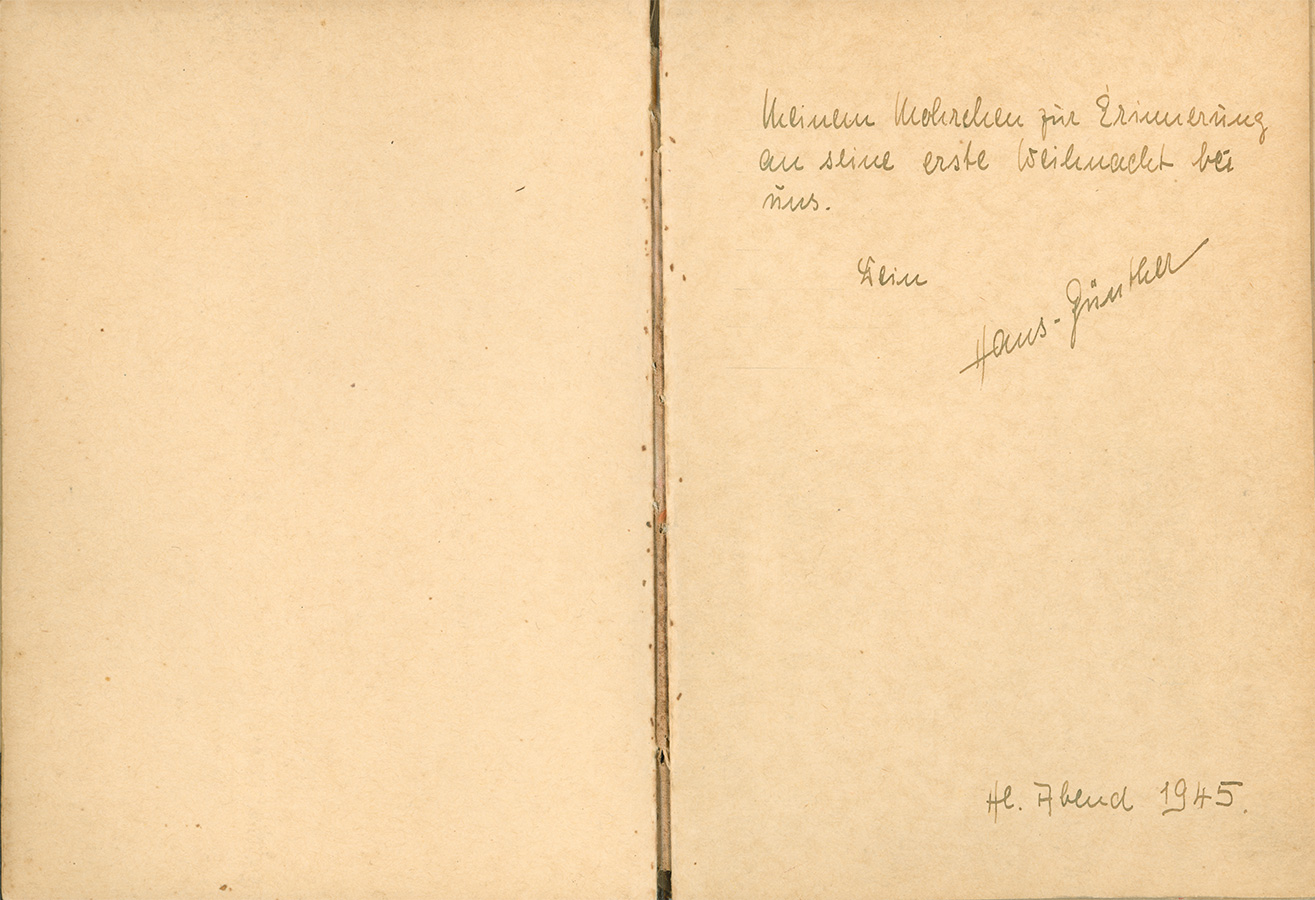 Meinem Mohrchen zur Erinnerung
an seine erste Weihnacht bei
uns.
Dein
Hans-Günther
Hl. Abend 1945.